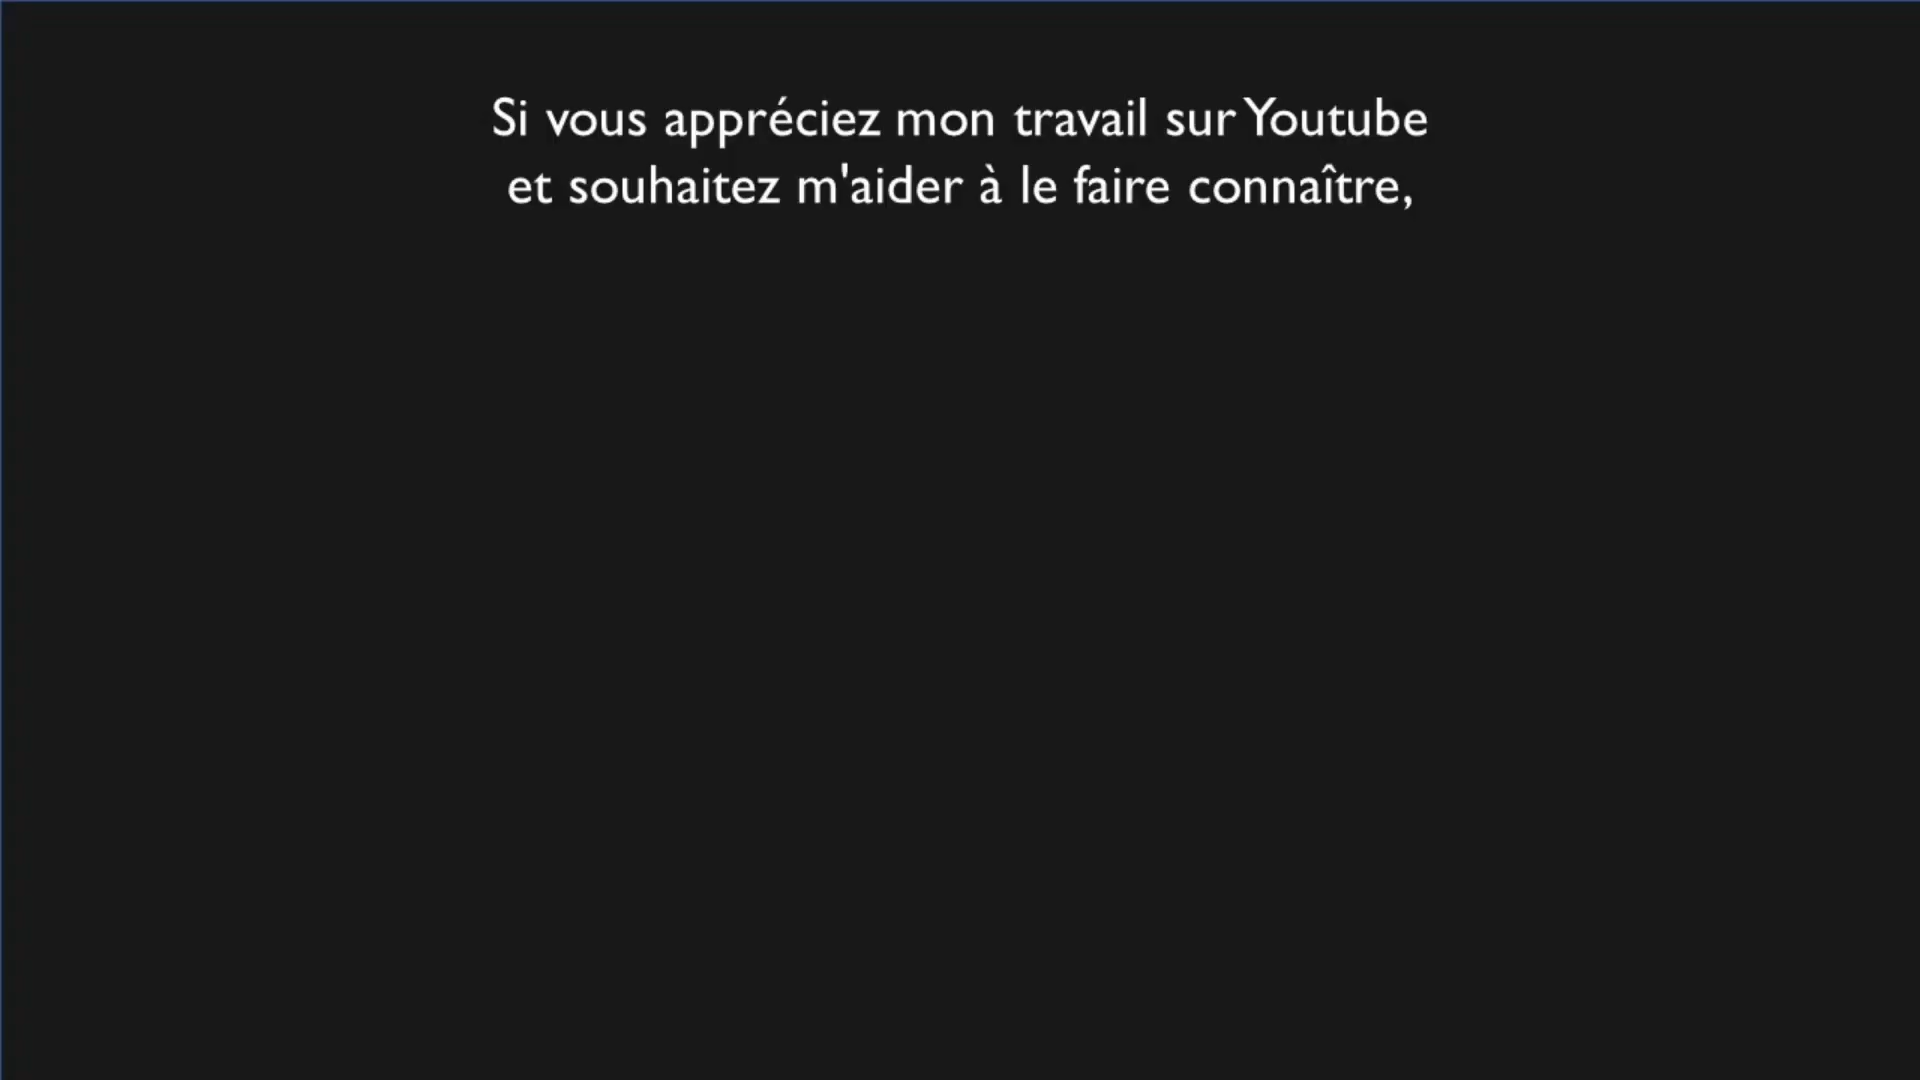 Si vous appréciez mon travail sur Youtube
et souhaitez m'aider à le faire connaître,